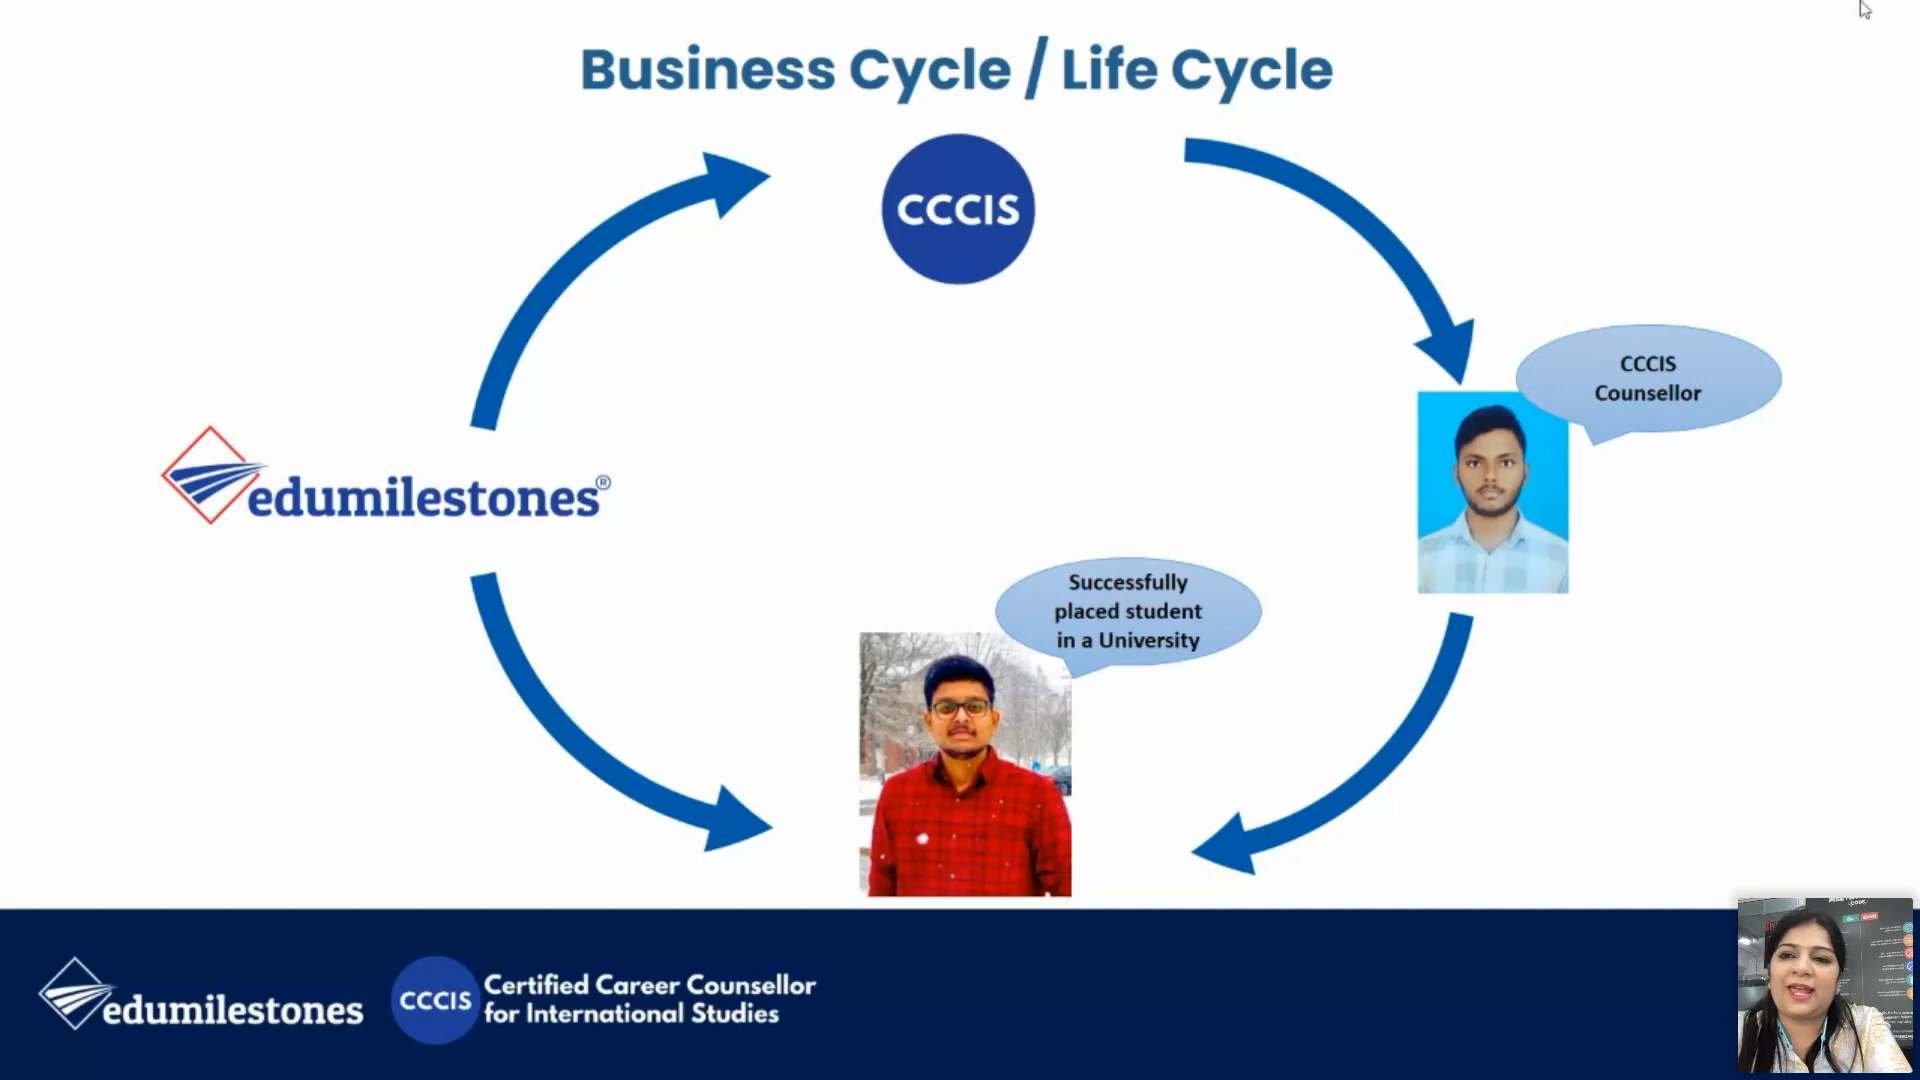 Business Cycle / Life Cycle
CCCIS
CCCIS
Counsellor
edumilestones®
Successfully
placed student
in a University
edumilestones
CCCIS
Certified Career Counsellor
for International Studies